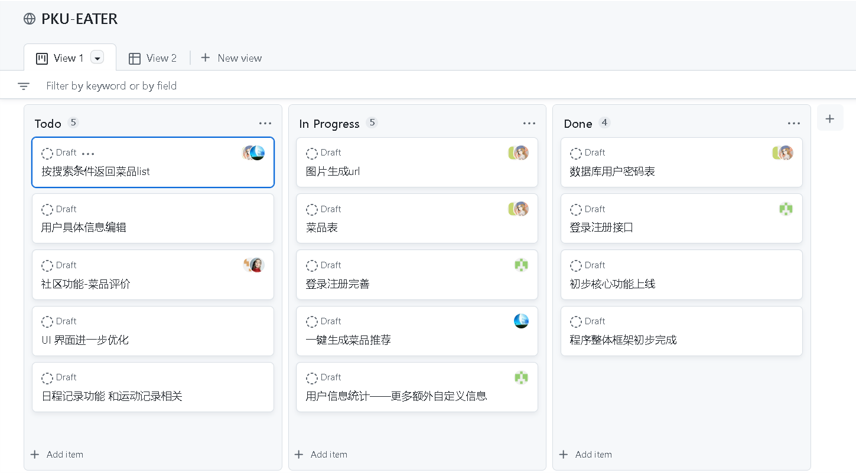 PKU-EATER
View 1
View 2
New view
Filter by keyword or by field
Todo 5
Draft
按搜索条件返回菜品list
Draft
用户具体信息编辑
Draft
社区功能-菜品评价
Draft
UI 界面进一步优化
Draft
日程记录功能 和运动记录相关
Add item
In Progress 5
Draft
图片生成url
Draft
菜品表
Draft
登录注册完善
Draft
一键生成菜品推荐
Draft
用户信息统计——更多额外自定义信息
Add item
Done 4
Draft
数据库用户密码表
Draft
登录注册接口
Draft
初步核心功能上线
Draft
程序整体框架初步完成
Add item